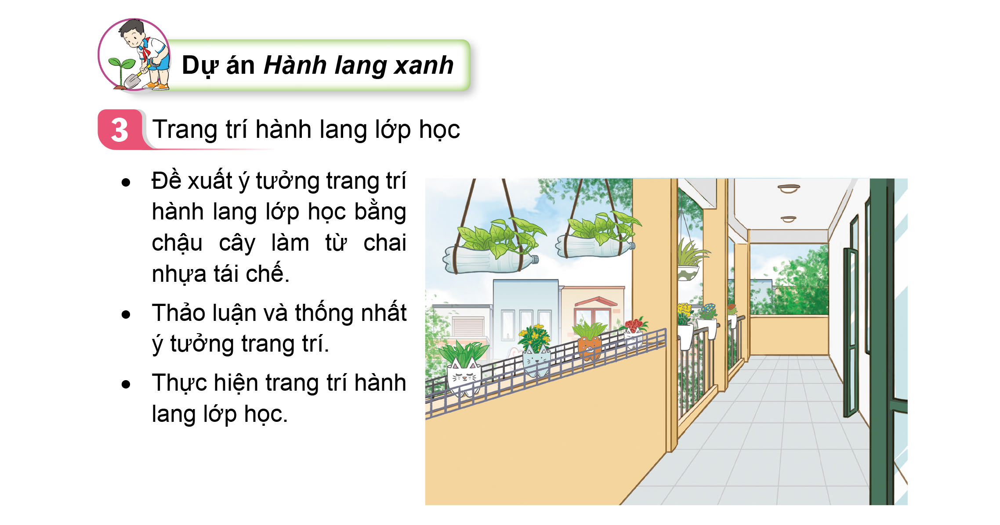 Dự án Hành lang xanh
3 Trang trí hành lang lớp học
• Đề xuất ý tưởng trang trí
hành lang lớp học bằng
chậu cây làm từ chai
nhựa tái chế.
• Thảo luận và thống nhất
ý tưởng trang trí.
• Thực hiện trang trí hành
lang lớp học.